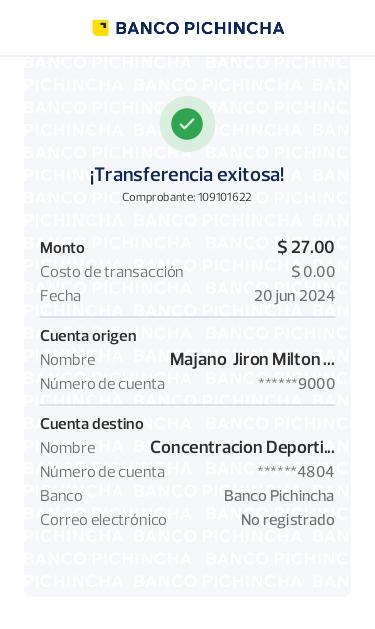 BANCO PICHINCHA
¡Transferencia exitosa!
Comprobante: 109101622
Monto $ 27.00
Costo de transacción $ 0.00
Fecha 20 jun 2024
Cuenta origen
Nombre Majano Jiron Milton ...
Número de cuenta ******9000
Cuenta destino
Nombre Concentracion Deporti...
Número de cuenta ******4804
Banco Banco Pichincha
Correo electrónico No registrado